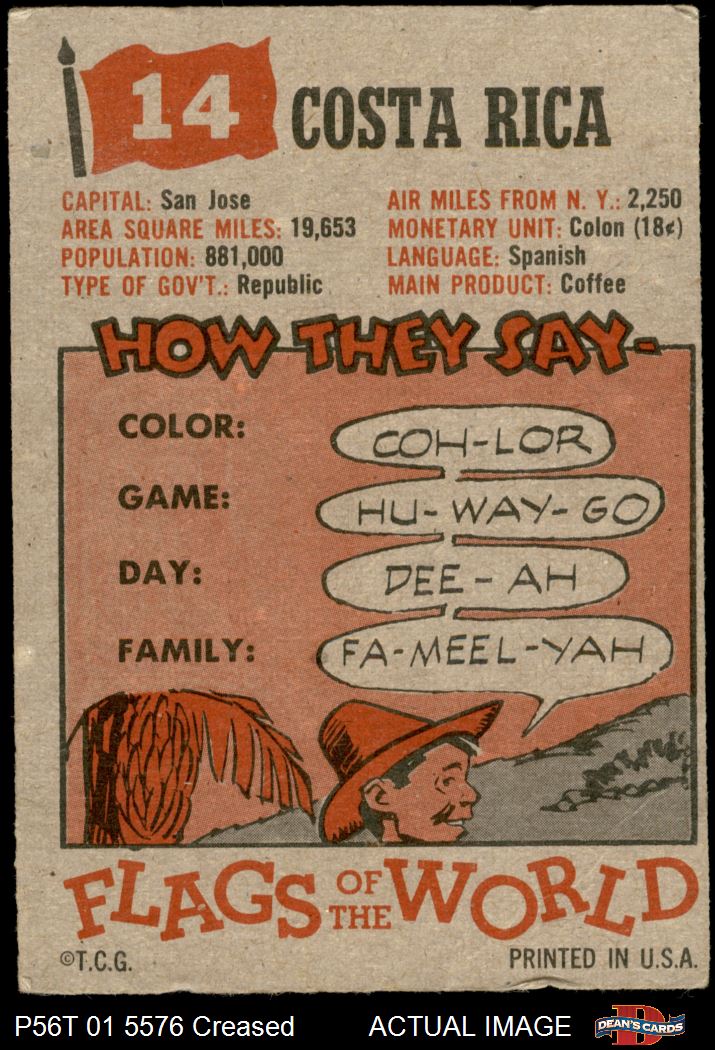 14 COSTA RICA
CAPITAL: San Jose
AREA SQUARE MILES: 19,653
POPULATION: 881,000
TYPE OF GOV'T.: Republic
AIR MILES FROM N. Y.: 2,250
MONETARY UNIT: Colon (18¢)
LANGUAGE: Spanish
MAIN PRODUCT: Coffee
HOW THEY SAY-
COLOR: COH-LOR
GAME: HU-WAY-GO
DAY: DEE-AH
FAMILY: FA-MEEL-YAH
FLAGS OF THE WORLD
©T.C.G. PRINTED IN U.S.A.
P56T 01 5576 Creased ACTUAL IMAGE D DEAN'S CARDS